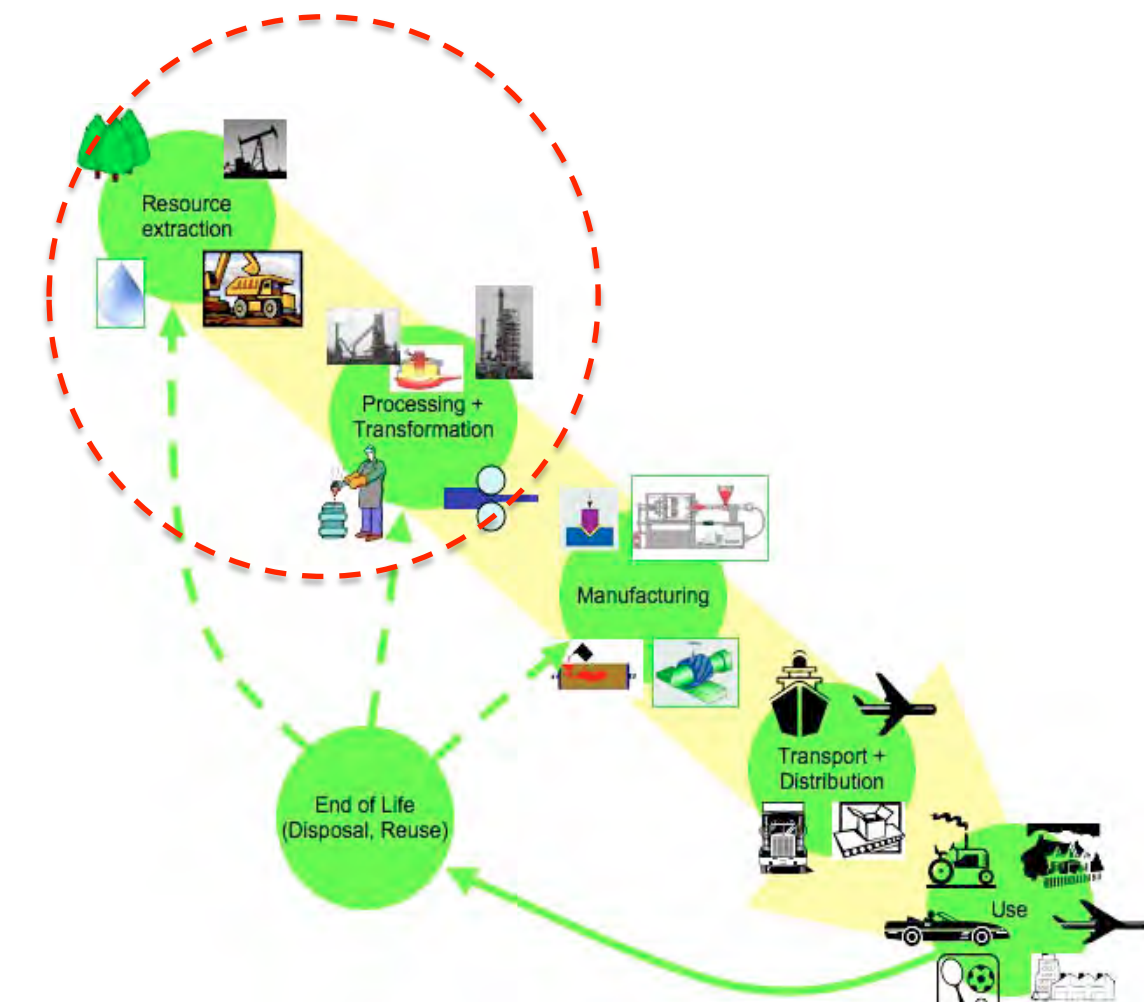 Resource
extraction
Processing +
Transformation
Manufacturing
Transport +
Distribution
End of Life
(Disposal, Reuse)
Use